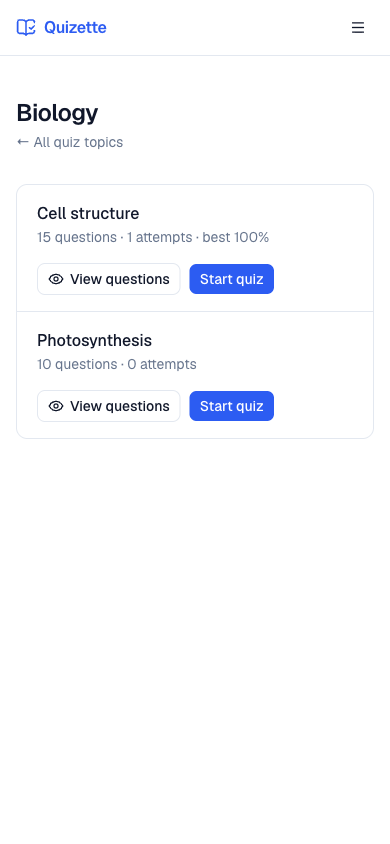 Quizette
Biology
← All quiz topics
Cell structure
15 questions · 1 attempts · best 100%
View questions
Start quiz
Photosynthesis
10 questions · 0 attempts
View questions
Start quiz